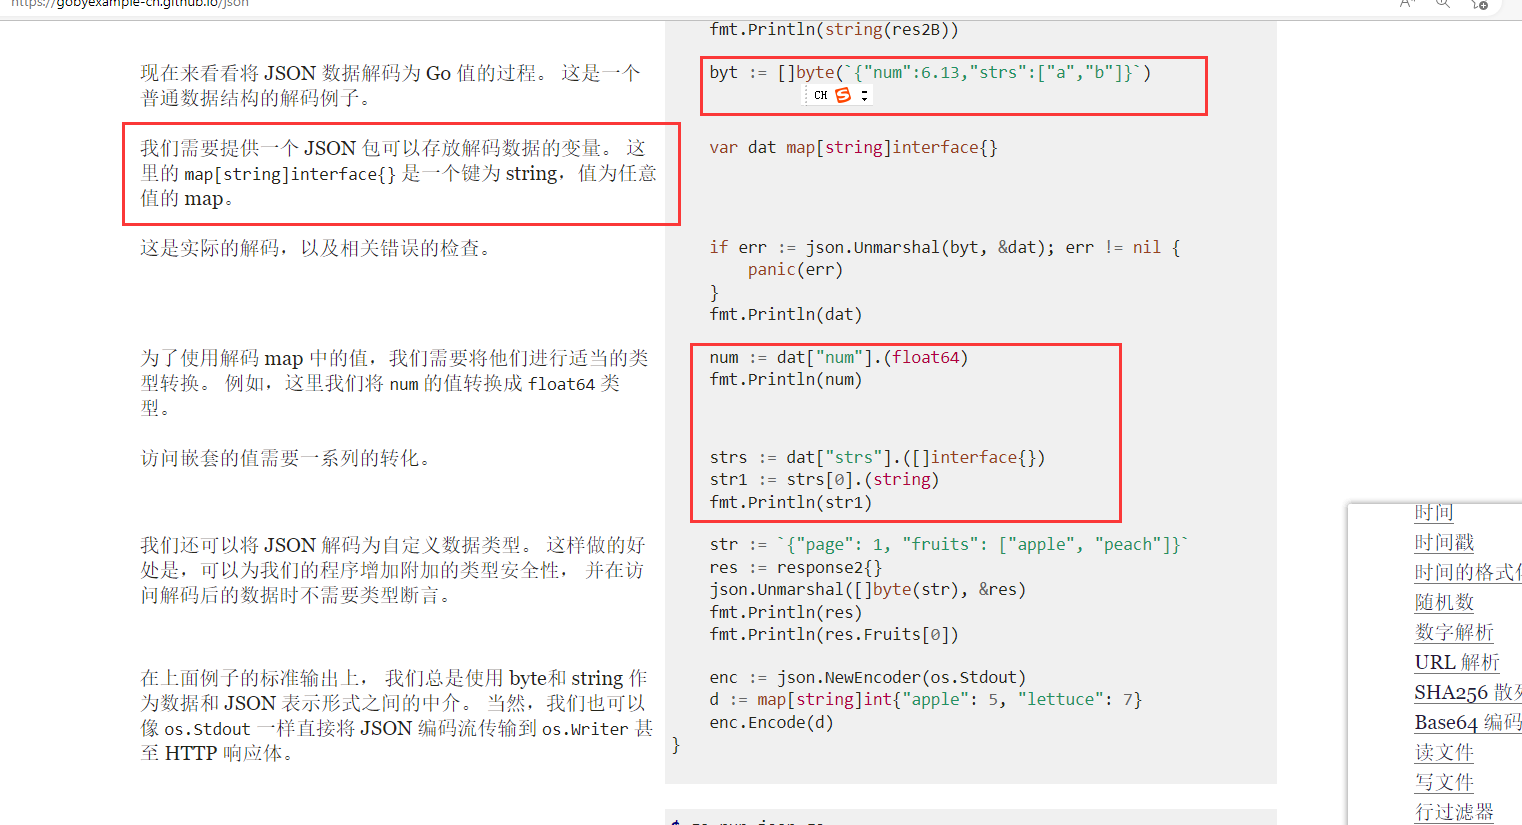 https://gobyexample-cn.github.io/json
fmt.Println(string(res2B))
现在来看看将 JSON 数据解码为 Go 值的过程。 这是一个
普通数据结构的解码例子。
byt := []byte(`{"num":6.13,"strs":["a","b"]}`)
CH
我们需要提供一个 JSON 包可以存放解码数据的变量。 这
里的 map[string]interface{} 是一个键为 string，值为任意
值的 map。
var dat map[string]interface{}
这是实际的解码，以及相关错误的检查。
if err := json.Unmarshal(byt, &dat); err != nil {
panic(err)
}
fmt.Println(dat)
为了使用解码 map 中的值，我们需要将他们进行适当的类
型转换。 例如，这里我们将 num 的值转换成 float64 类
型。
num := dat["num"].(float64)
fmt.Println(num)
访问嵌套的值需要一系列的转化。
strs := dat["strs"].([]interface{})
str1 := strs[0].(string)
fmt.Println(str1)
我们还可以将 JSON 解码为自定义数据类型。 这样做的好
处是，可以为我们的程序增加附加的类型安全性， 并在访
问解码后的数据时不需要类型断言。
str := `{"page": 1, "fruits": ["apple", "peach"]}`
res := response2{}
json.Unmarshal([]byte(str), &res)
fmt.Println(res)
fmt.Println(res.Fruits[0])
在上面例子的标准输出上， 我们总是使用 byte和 string 作
为数据和 JSON 表示形式之间的中介。 当然，我们也可以
像 os.Stdout 一样直接将 JSON 编码流传输到 os.Writer 甚
至 HTTP 响应体。
enc := json.NewEncoder(os.Stdout)
d := map[string]int{"apple": 5, "lettuce": 7}
enc.Encode(d)
}
时间
时间戳
时间的格式化
随机数
数字解析
URL 解析
SHA256 散列
Base64 编码
读文件
写文件
行过滤器
$ go run json.go